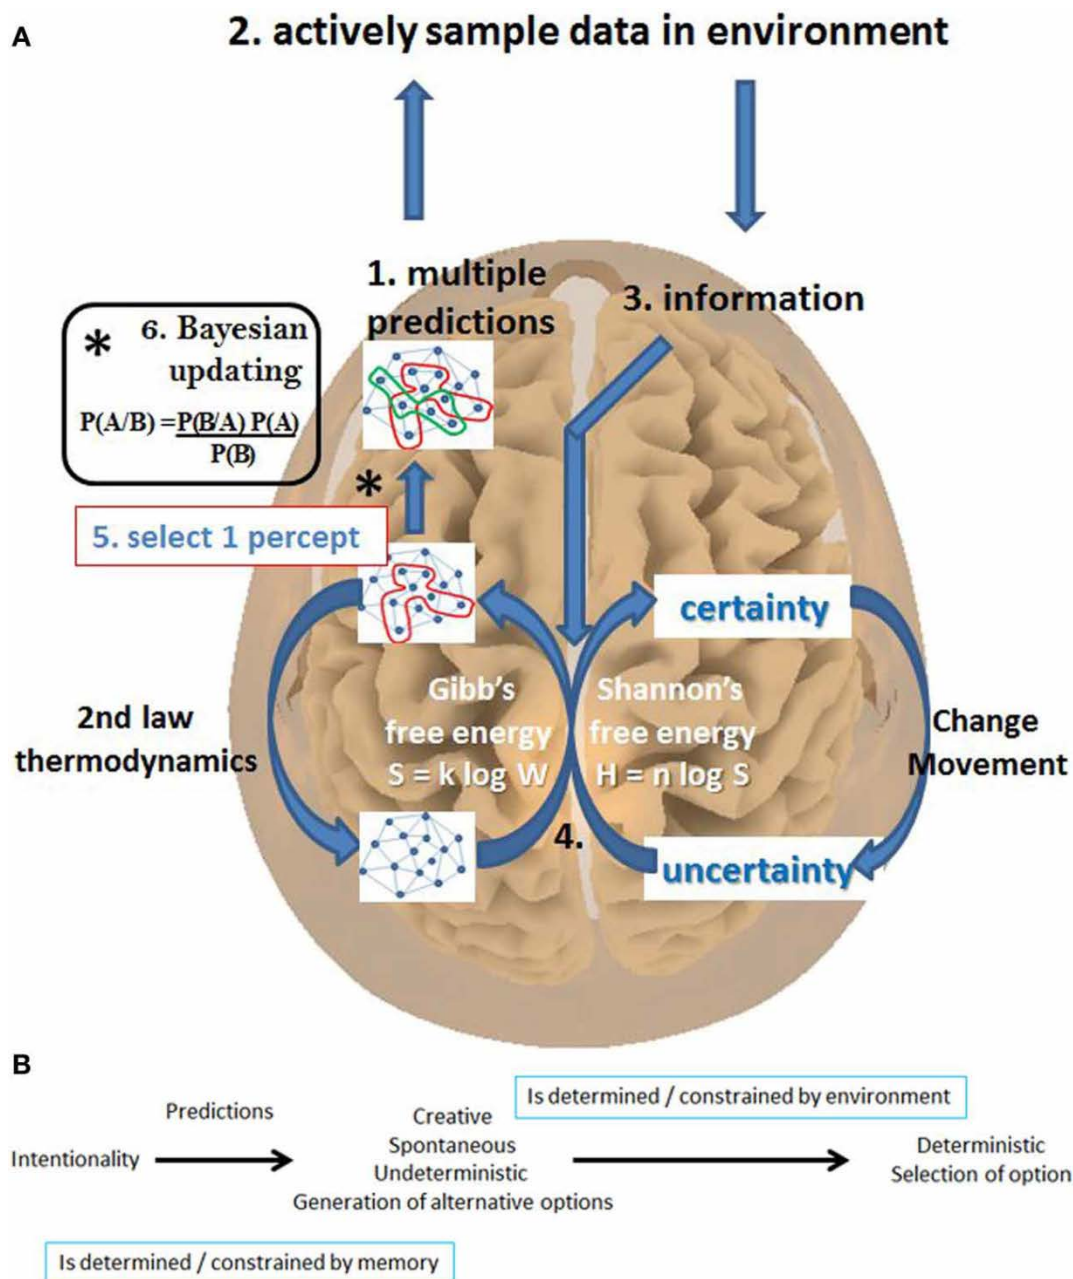 A
2. actively sample data in environment
1. multiple
predictions
3. information
* 6. Bayesian
updating
P(A/B) = P(B/A) P(A)
P(B)
*
5. select 1 percept
certainty
Gibb's
free energy
S = k log W
Shannon's
free energy
H = n log S
2nd law
thermodynamics
Change
Movement
4.
uncertainty
B
Is determined / constrained by environment
Predictions
Creative
Spontaneous
Undeterministic
Generation of alternative options
Intentionality
Deterministic
Selection of option
Is determined / constrained by memory